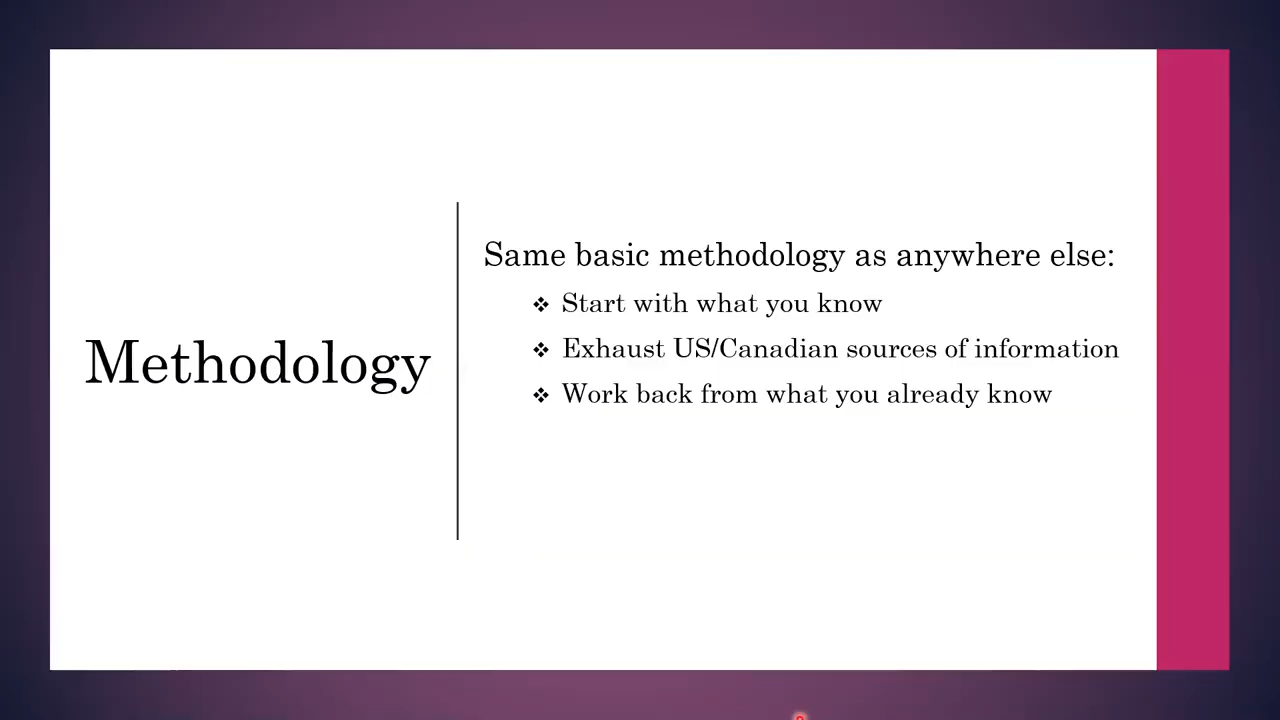 Methodology
Same basic methodology as anywhere else:
❖ Start with what you know
❖ Exhaust US/Canadian sources of information
❖ Work back from what you already know